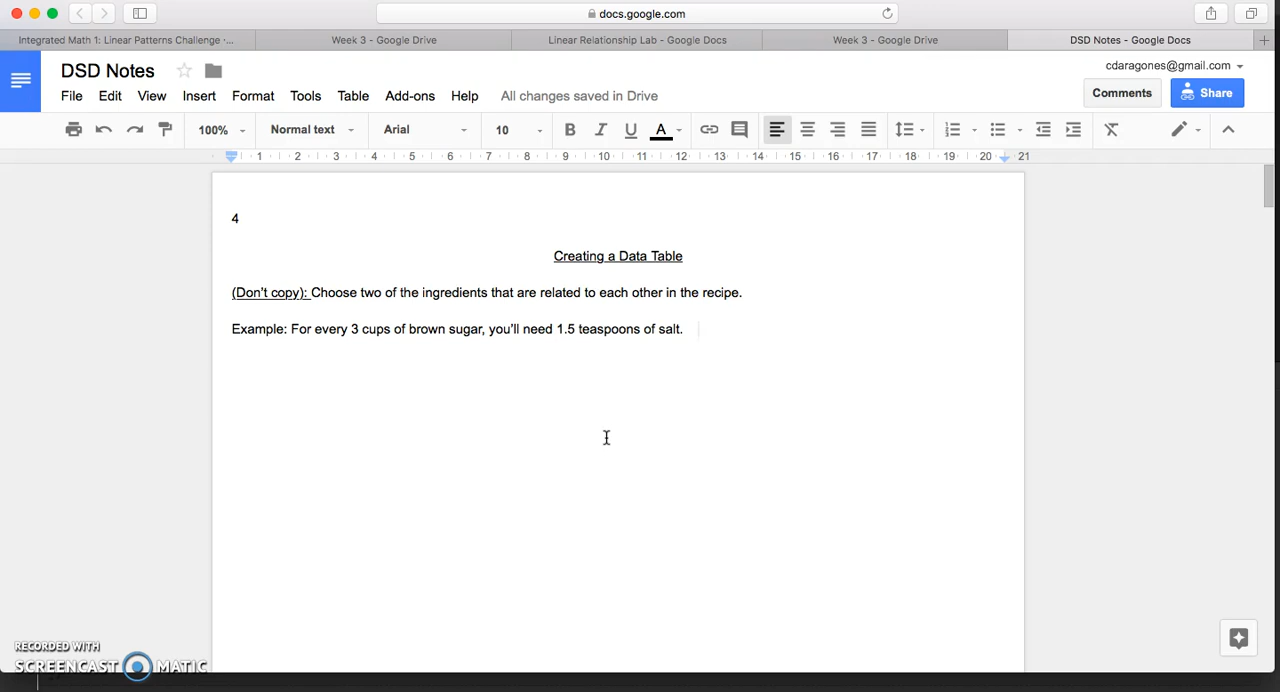 docs.google.com
Integrated Math 1: Linear Patterns Challenge -...
Week 3 - Google Drive
Linear Relationship Lab - Google Docs
Week 3 - Google Drive
DSD Notes - Google Docs
DSD Notes
cdaragones@gmail.com
File Edit View Insert Format Tools Table Add-ons Help All changes saved in Drive
Comments
Share
100% Normal text Arial 10 B I U A
1 2 3 4 5 6 7 8 9 10 11 12 13 14 15 16 17 18 19 20 21
4
Creating a Data Table
(Don't copy): Choose two of the ingredients that are related to each other in the recipe.
Example: For every 3 cups of brown sugar, you'll need 1.5 teaspoons of salt.
RECORDED WITH
SCREENCAST MATIC